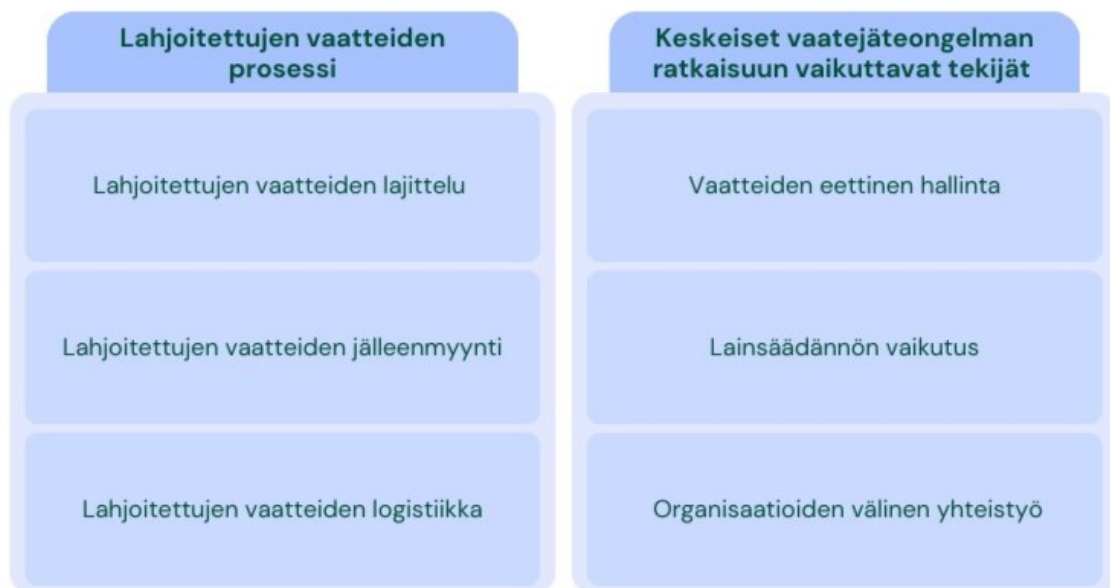 Lahjoitettujen vaatteiden
prosessi
Lahjoitettujen vaatteiden lajittelu
Lahjoitettujen vaatteiden jälleenmyynti
Lahjoitettujen vaatteiden logistiikka
Keskeiset vaatejäteongelman
ratkaisuun vaikuttavat tekijät
Vaatteiden eettinen hallinta
Lainsäädännön vaikutus
Organisaatioiden välinen yhteistyö